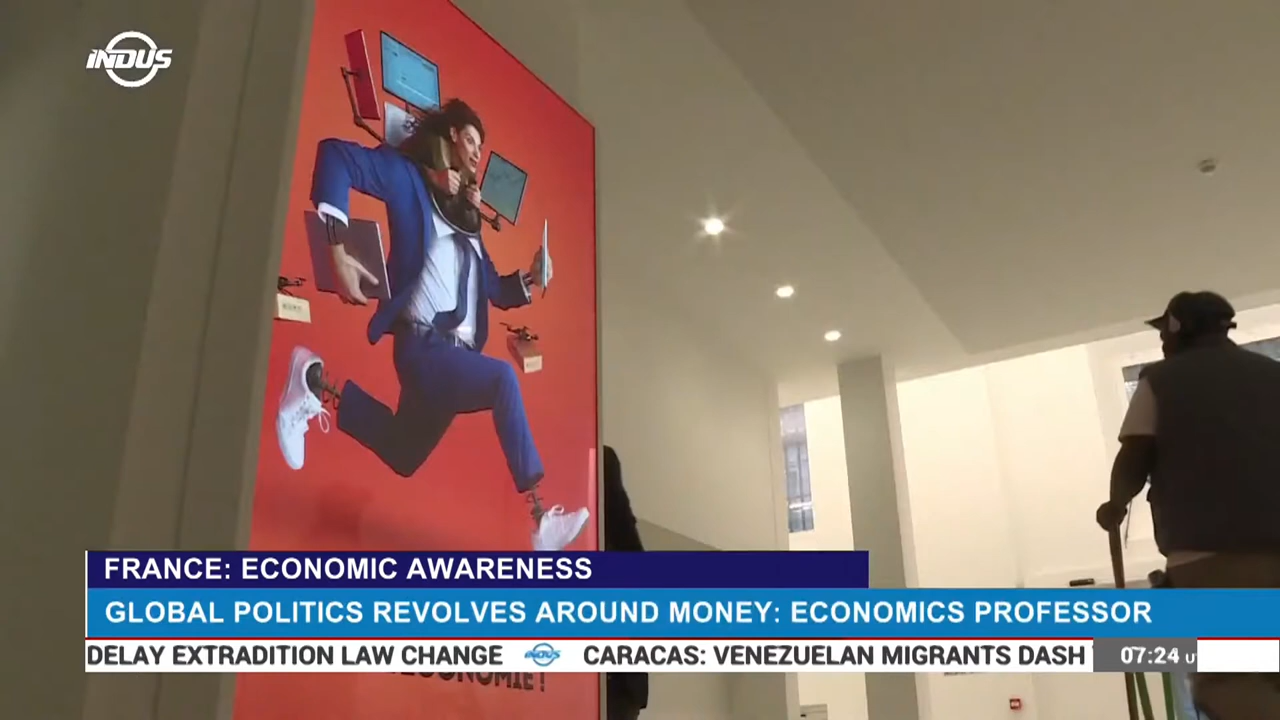 INDUS
FRANCE: ECONOMIC AWARENESS
GLOBAL POLITICS REVOLVES AROUND MONEY: ECONOMICS PROFESSOR
DELAY EXTRADITION LAW CHANGE INDUS CARACAS: VENEZUELAN MIGRANTS DASH 07:24